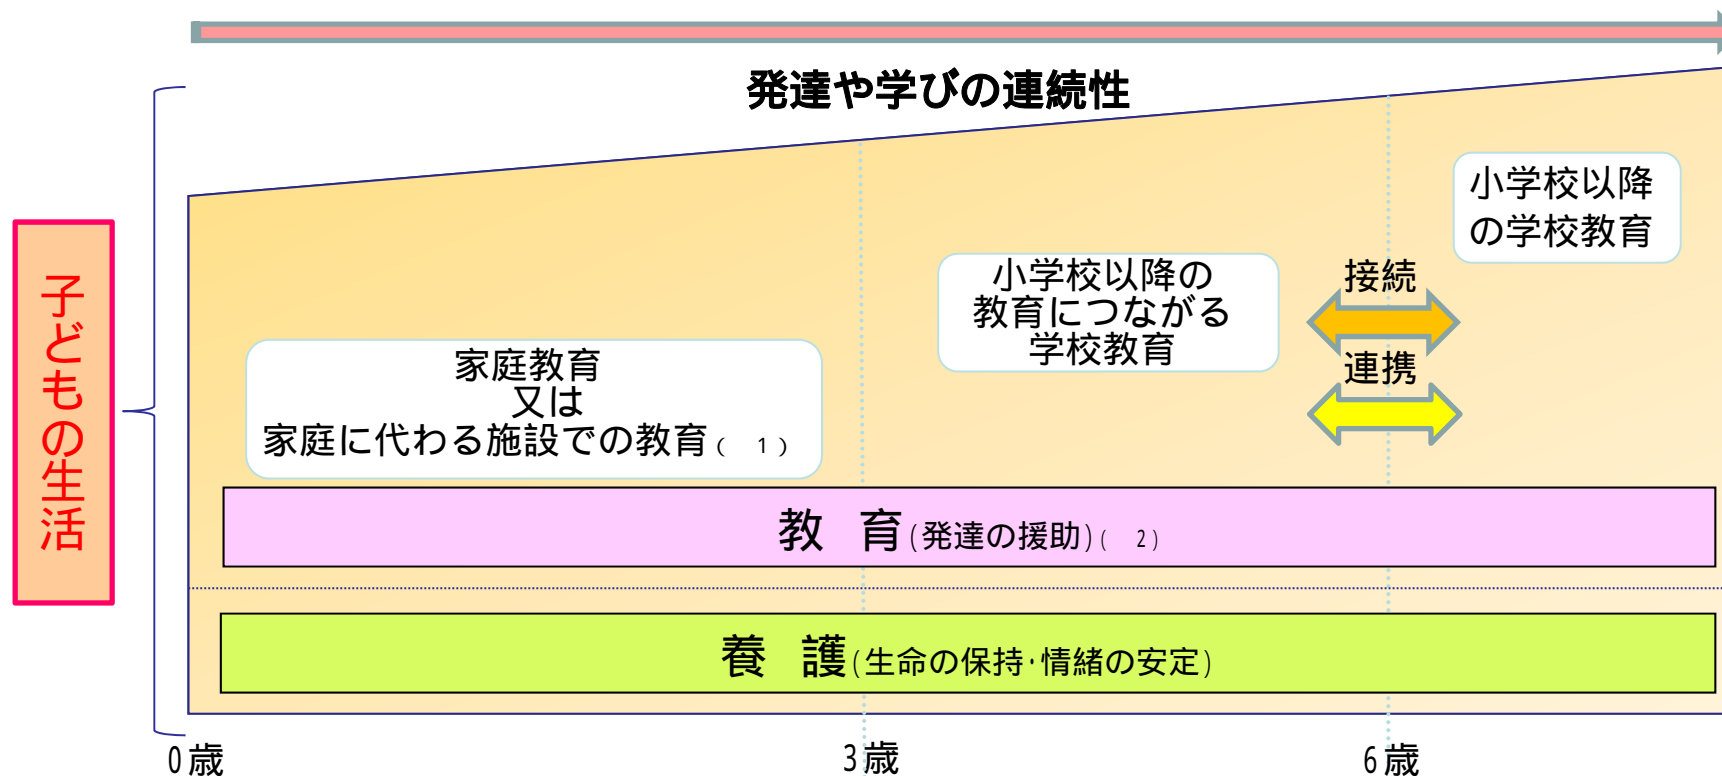 発達や学びの連続性
小学校以降
の学校教育
接続
小学校以降の
教育につながる
学校教育
連携
家庭教育
又は
家庭に代わる施設での教育( 1)
子どもの生活
教 育(発達の援助)( 2)
養 護(生命の保持・情緒の安定)
0歳
3歳
6歳